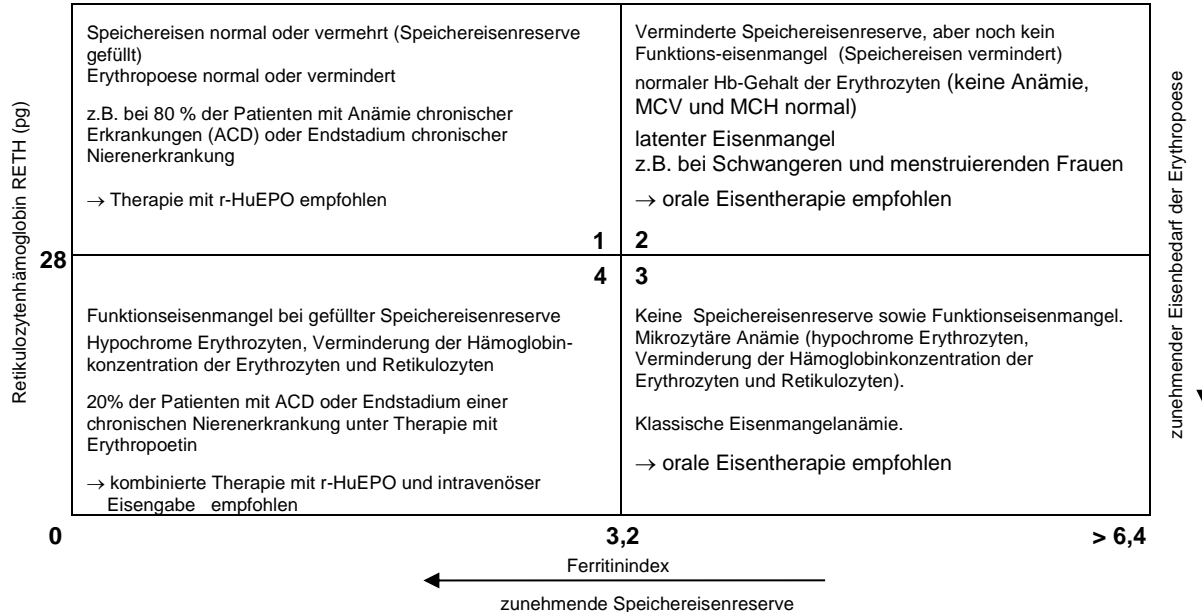 Speichereisen normal oder vermehrt (Speichereisenreserve
gefüllt)
Erythropoese normal oder vermindert
z.B. bei 80 % der Patienten mit Anämie chronischer
Erkrankungen (ACD) oder Endstadium chronischer
Nierenerkrankung
→ Therapie mit r-HuEPO empfohlen
1
Verminderte Speichereisenreserve, aber noch kein
Funktions-eisenmangel (Speichereisen vermindert)
normaler Hb-Gehalt der Erythrozyten (keine Anämie,
MCV und MCH normal)
latenter Eisenmangel
z.B. bei Schwangeren und menstruierenden Frauen
→ orale Eisentherapie empfohlen
2
Retikulozytenhämoglobin RETH (pg)
28
zunehmender Eisenbedarf der Erythropoese
4
Funktionseisenmangel bei gefüllter Speichereisenreserve
Hypochrome Erythrozyten, Verminderung der Hämoglobin-
konzentration der Erythrozyten und Retikulozyten
20% der Patienten mit ACD oder Endstadium einer
chronischen Nierenerkrankung unter Therapie mit
Erythropoetin
→ kombinierte Therapie mit r-HuEPO und intravenöser
Eisengabe empfohlen
3
Keine Speichereisenreserve sowie Funktionseisenmangel.
Mikrozytäre Anämie (hypochrome Erythrozyten,
Verminderung der Hämoglobinkonzentration der
Erythrozyten und Retikulozyten).
Klassische Eisenmangelanämie.
→ orale Eisentherapie empfohlen
0
3,2
> 6,4
Ferritinindex
zunehmende Speichereisenreserve